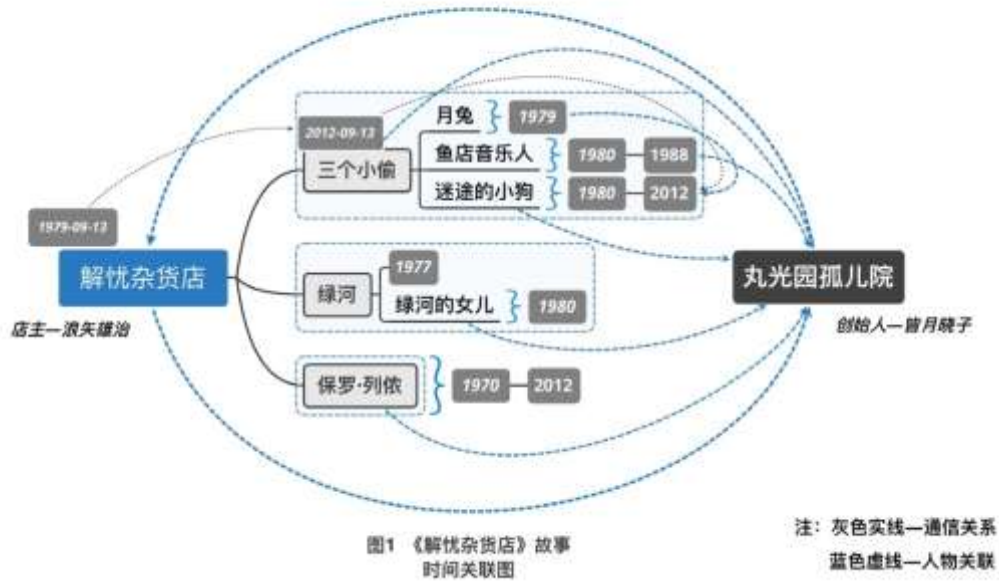 2012-09-13
月兔
1979
鱼店音乐人
1980
1988
三个小偷
迷途的小狗
1980
2012
1979-09-13
解忧杂货店
店主—浪矢雄治
1977
绿河
绿河的女儿
1980
丸光园孤儿院
创始人—皆月晓子
保罗·列侬
1970
2012
图1 《解忧杂货店》故事
时间关联图
注：灰色实线—通信关系
蓝色虚线—人物关联